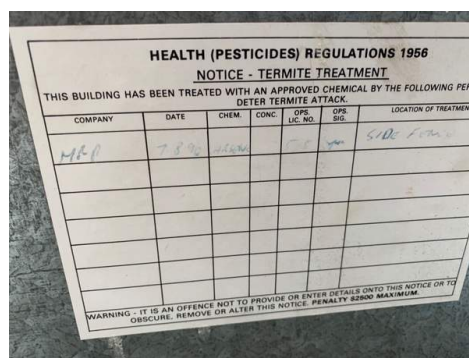 HEALTH (PESTICIDES) REGULATIONS 1956
NOTICE - TERMITE TREATMENT
THIS BUILDING HAS BEEN TREATED WITH AN APPROVED CHEMICAL BY THE FOLLOWING PER
DETER TERMITE ATTACK.
COMPANY DATE CHEM. CONC. OPS. LIC. NO. OPS. SIG. LOCATION OF TREATMEN
SIDE
WARNING - IT IS AN OFFENCE NOT TO PROVIDE OR ENTER DETAILS ONTO THIS NOTICE OR TO
OBSCURE, REMOVE OR ALTER THIS NOTICE. PENALTY $2500 MAXIMUM.